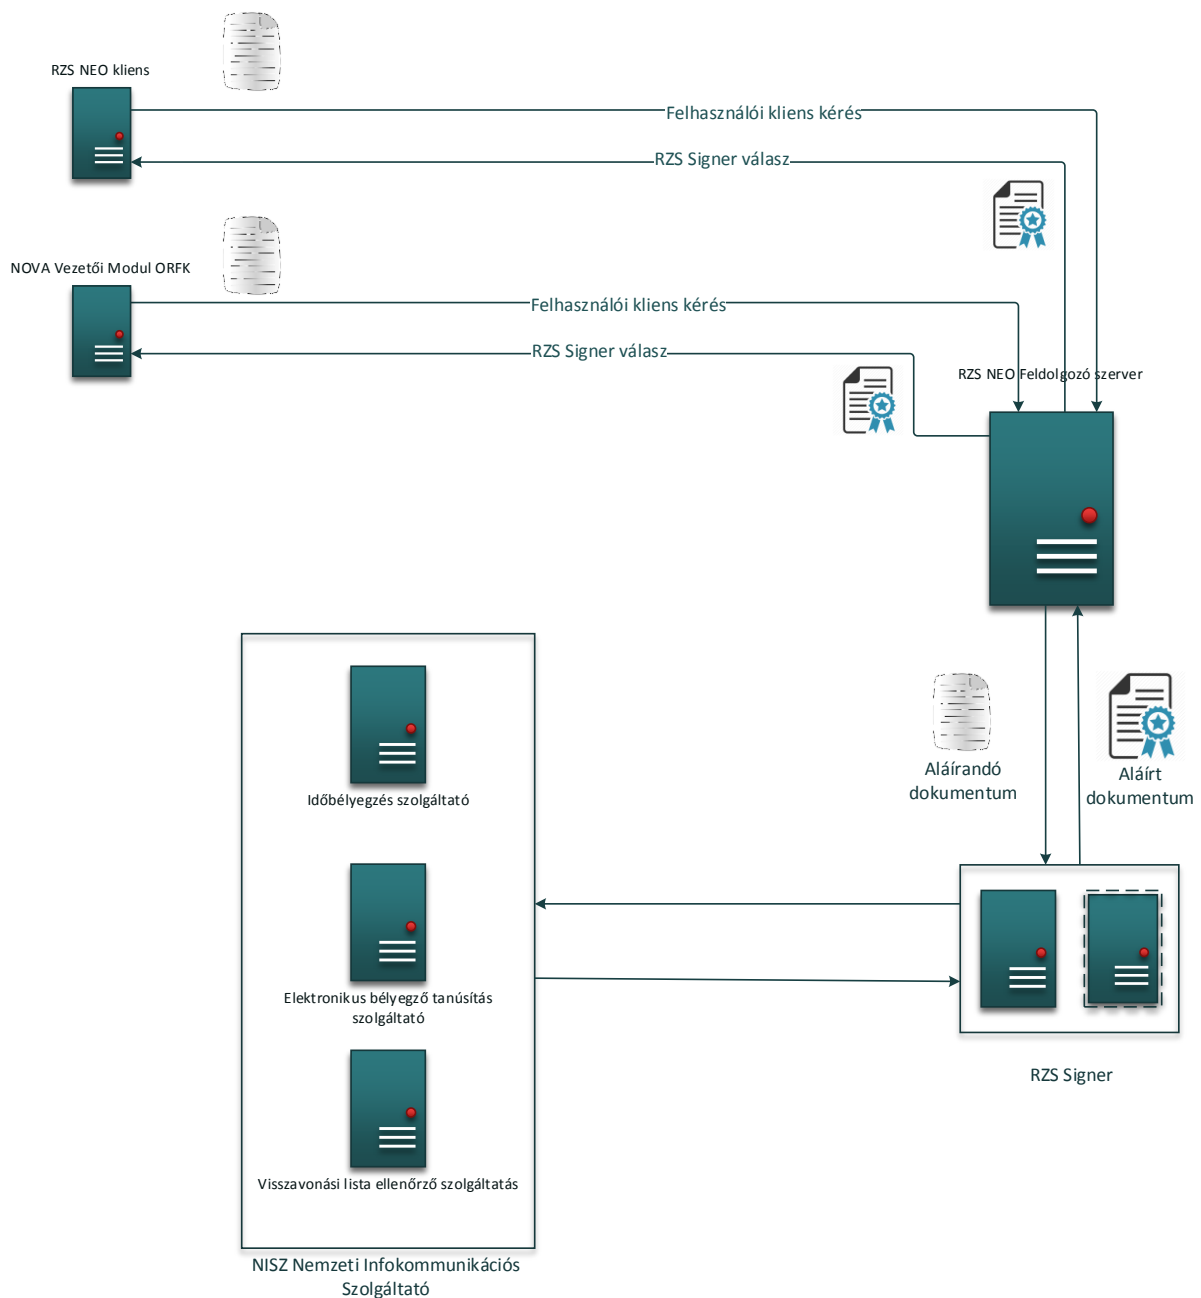 RZS NEO kliens
Felhasználói kliens kérés
RZS Signer válasz
NOVA Vezetői Modul ORFK
Felhasználói kliens kérés
RZS Signer válasz
RZS NEO Feldolgozó szerver
Aláírandó
dokumentum
Aláírt
dokumentum
Időbélyegzés szolgáltató
Elektronikus bélyegző tanúsítás
szolgáltató
Visszavonási lista ellenőrző szolgáltatás
RZS Signer
NISZ Nemzeti Infokommunikációs
Szolgáltató